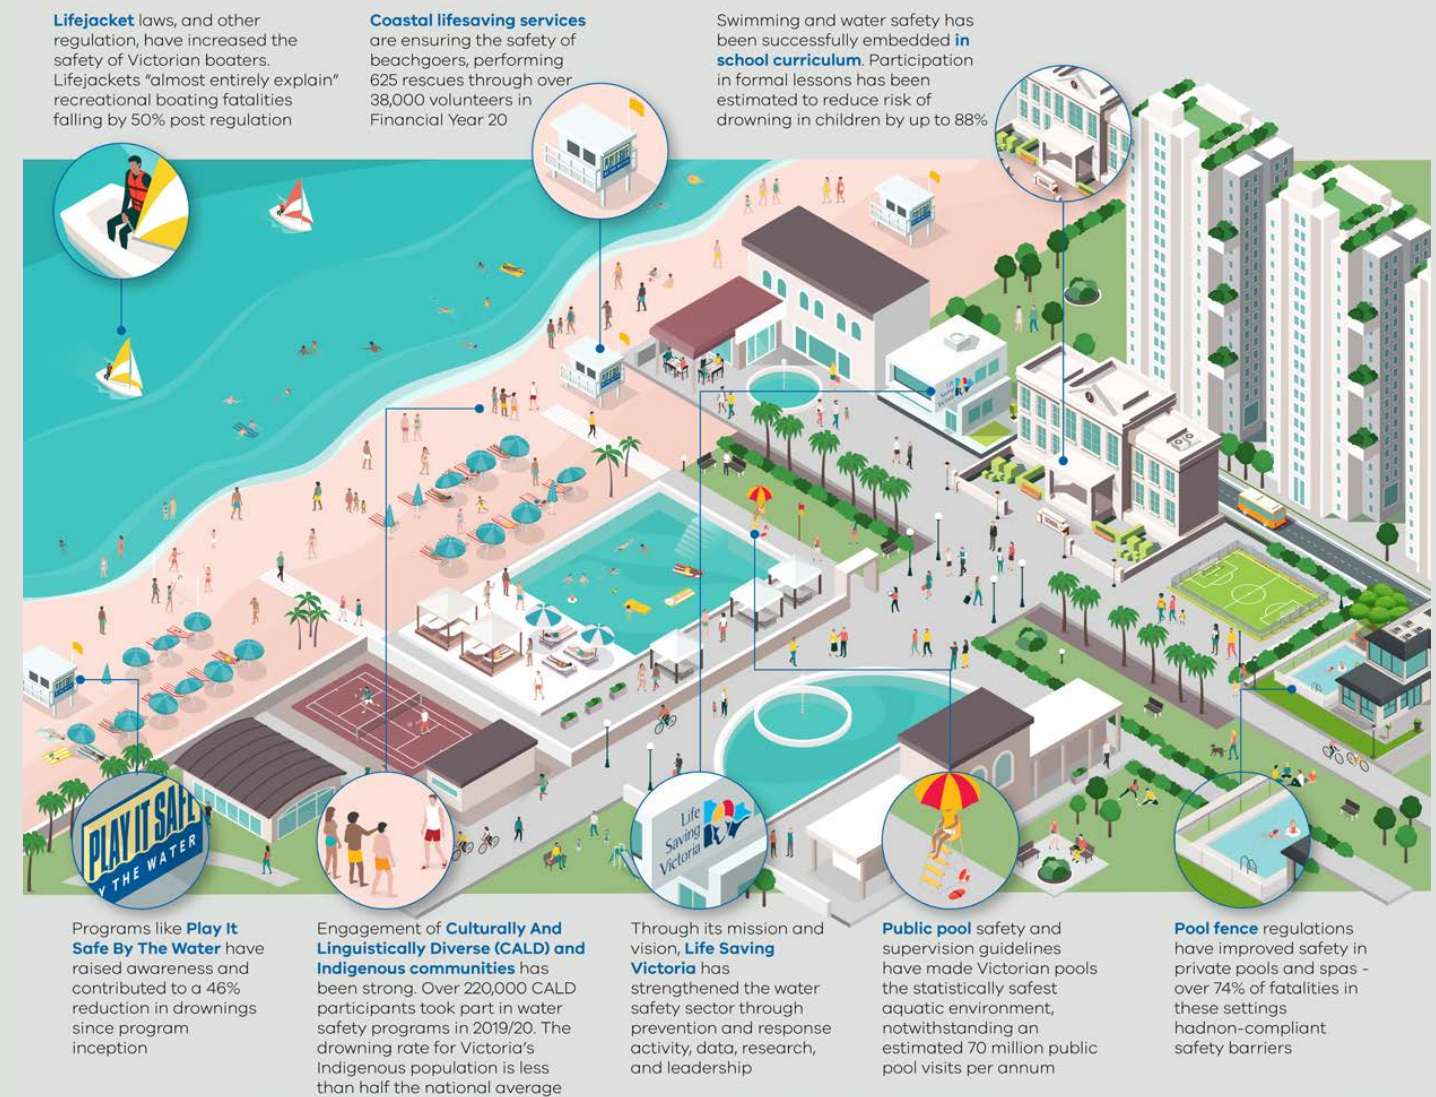 Lifejacket laws, and other
regulation, have increased the
safety of Victorian boaters.
Lifejackets “almost entirely explain”
recreational boating fatalities
falling by 50% post regulation
Coastal lifesaving services
are ensuring the safety of
beachgoers, performing
625 rescues through over
38,000 volunteers in
Financial Year 20
Swimming and water safety has
been successfully embedded in
school curriculum. Participation
in formal lessons has been
estimated to reduce risk of
drowning in children by up to 88%
Life
Saving
Victoria
PLAY IT SAFE
Y THE WATER
Life
Saving
Victoria
Programs like Play It
Safe By The Water have
raised awareness and
contributed to a 46%
reduction in drownings
since program
inception
Engagement of Culturally And
Linguistically Diverse (CALD) and
Indigenous communities has
been strong. Over 220,000 CALD
participants took part in water
safety programs in 2019/20. The
drowning rate for Victoria’s
Indigenous population is less
than half the national average
Through its mission and
vision, Life Saving
Victoria has
strengthened the water
safety sector through
prevention and response
activity, data, research,
and leadership
Public pool safety and
supervision guidelines
have made Victorian pools
the statistically safest
aquatic environment,
notwithstanding an
estimated 70 million public
pool visits per annum
Pool fence regulations
have improved safety in
private pools and spas -
over 74% of fatalities in
these settings
hadnon-compliant
safety barriers